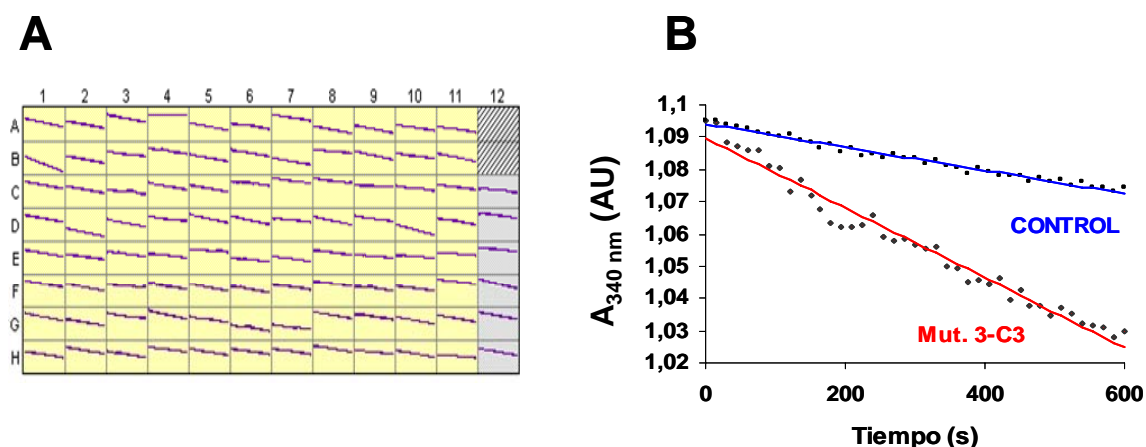 A
1 2 3 4 5 6 7 8 9 10 11 12
A
B
C
D
E
F
G
H
B
A340 nm (AU)
1,1
1,09
1,08
1,07
1,06
1,05
1,04
1,03
1,02
CONTROL
Mut. 3-C3
0 200 400 600
Tiempo (s)